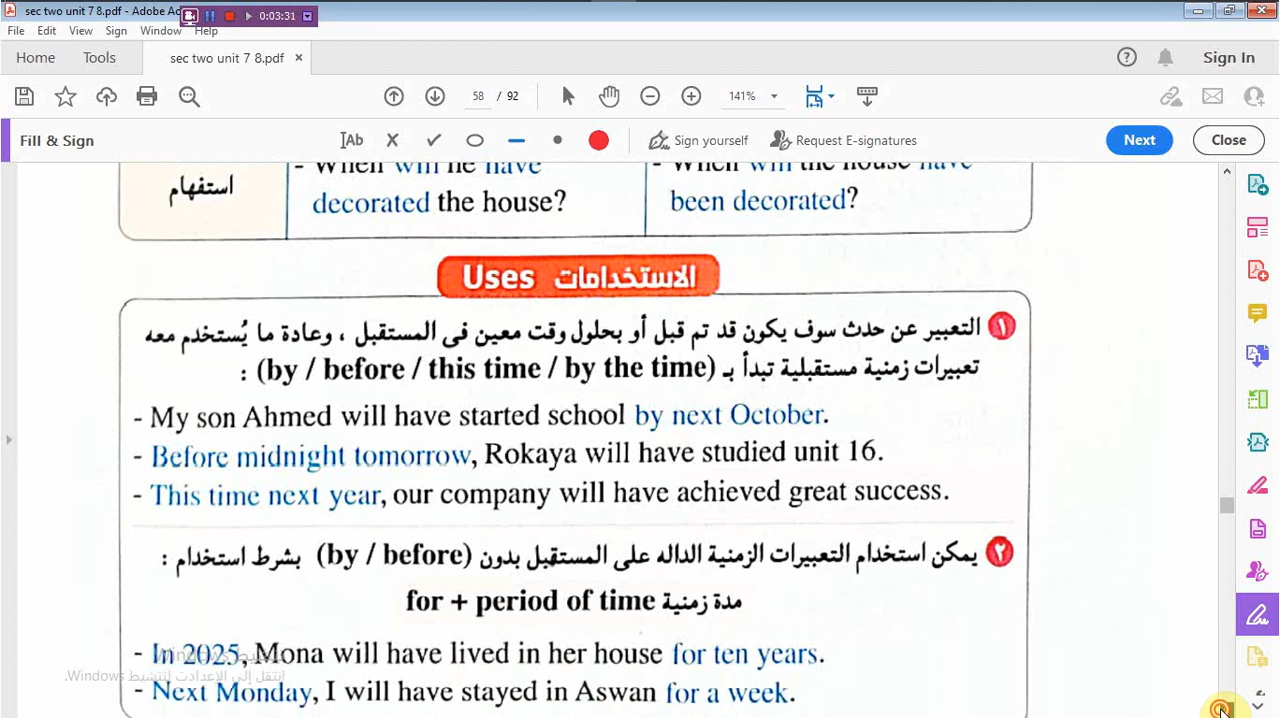 sec two unit 7 8.pdf - Adobe Ac
0:03:31
File Edit View Sign Window Help
Home Tools sec two unit 7 8.pdf × Sign In
58 / 92 141%
Fill & Sign Ab Sign yourself Request E-signatures Next Close
استفهام
- When will he have - When will the house have
decorated the house? been decorated?
Uses الاستخدامات
١ التعبير عن حدث سوف يكون قد تم قبل أو بحلول وقت معين فى المستقبل ، وعادة ما يُستخدم معه
تعبيرات زمنية مستقبلية تبدأ بـ (by / before / this time / by the time) :
- My son Ahmed will have started school by next October.
- Before midnight tomorrow, Rokaya will have studied unit 16.
- This time next year, our company will have achieved great success.
٢ يمكن استخدام التعبيرات الزمنية الداله على المستقبل بدون (by / before) بشرط استخدام :
for + period of time مدة زمنية
- In 2025, Mona will have lived in her house for ten years.
تنشيط Windows
انتقل إلى الإعدادات لتنشيط Windows.
- Next Monday, I will have stayed in Aswan for a week.